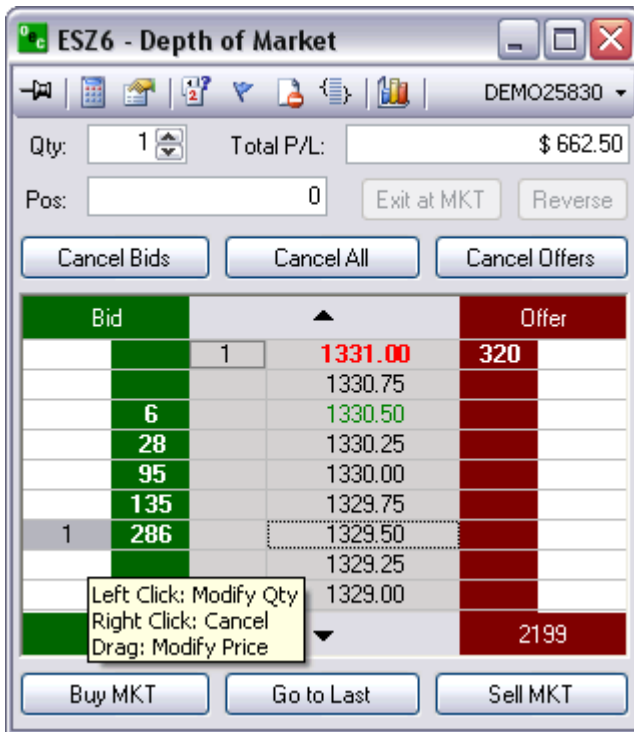 Oec ESZ6 - Depth of Market
DEMO25830
Qty: 1 Total P/L: $ 662.50
Pos: 0 Exit at MKT Reverse
Cancel Bids Cancel All Cancel Offers
Bid Offer
1 1331.00 320
1330.75
6 1330.50
28 1330.25
95 1330.00
135 1329.75
1 286 1329.50
1329.25
1329.00
Left Click: Modify Qty
Right Click: Cancel
Drag: Modify Price
2199
Buy MKT Go to Last Sell MKT